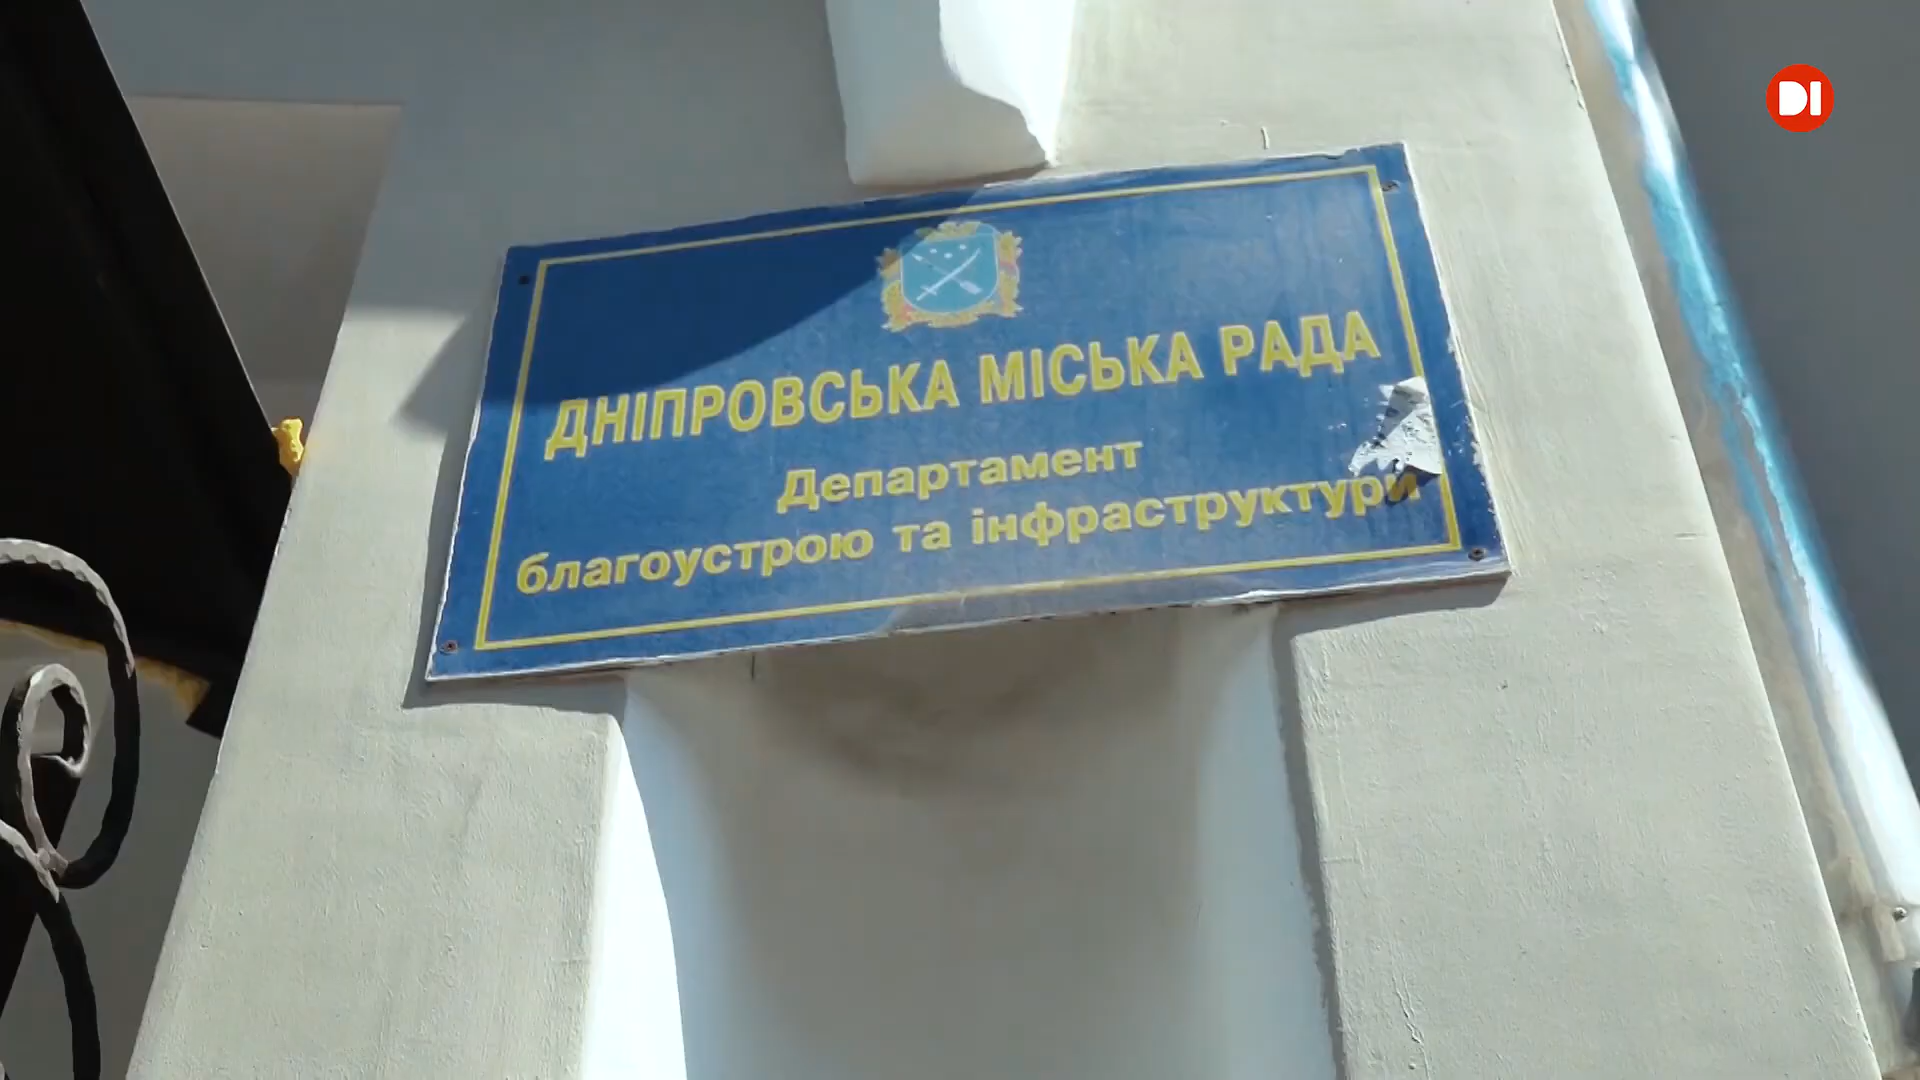 DI
ДНІПРОВСЬКА МІСЬКА РАДА
Департамент
благоустрою та інфраструктури